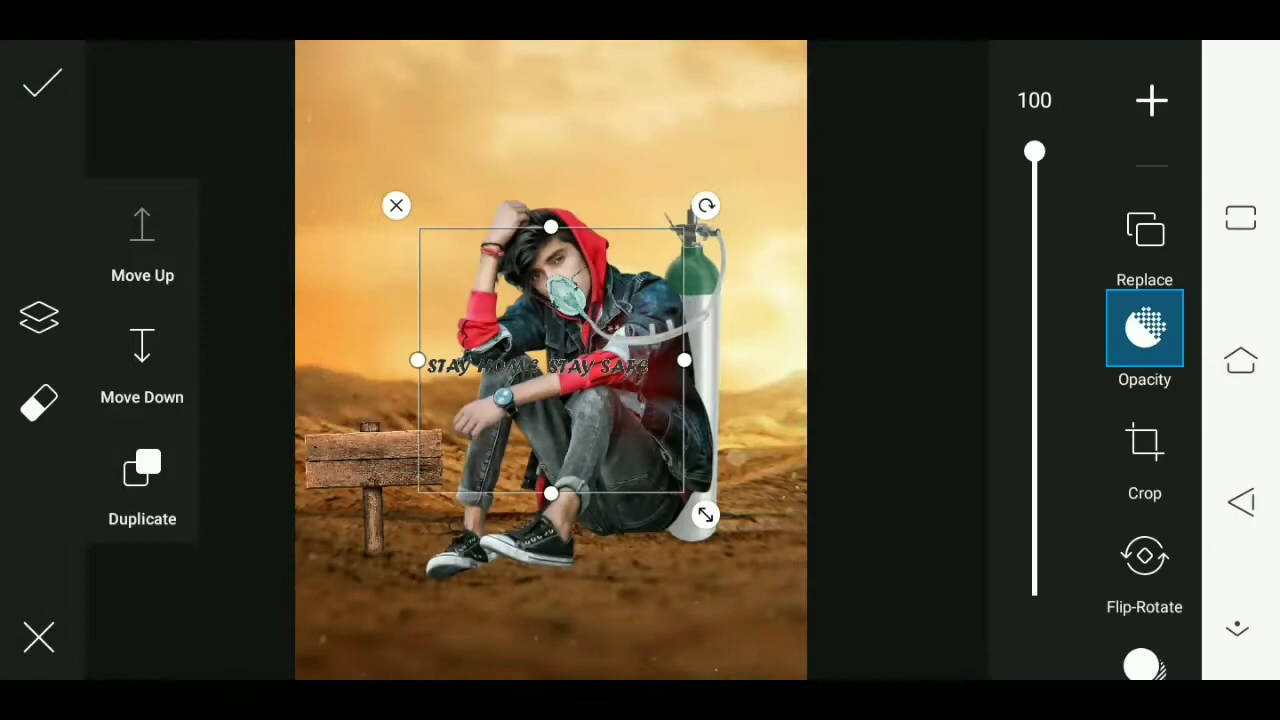 100
Move Up
Replace
STAY HOME STAY SAFE
Opacity
Move Down
Crop
Duplicate
Flip-Rotate